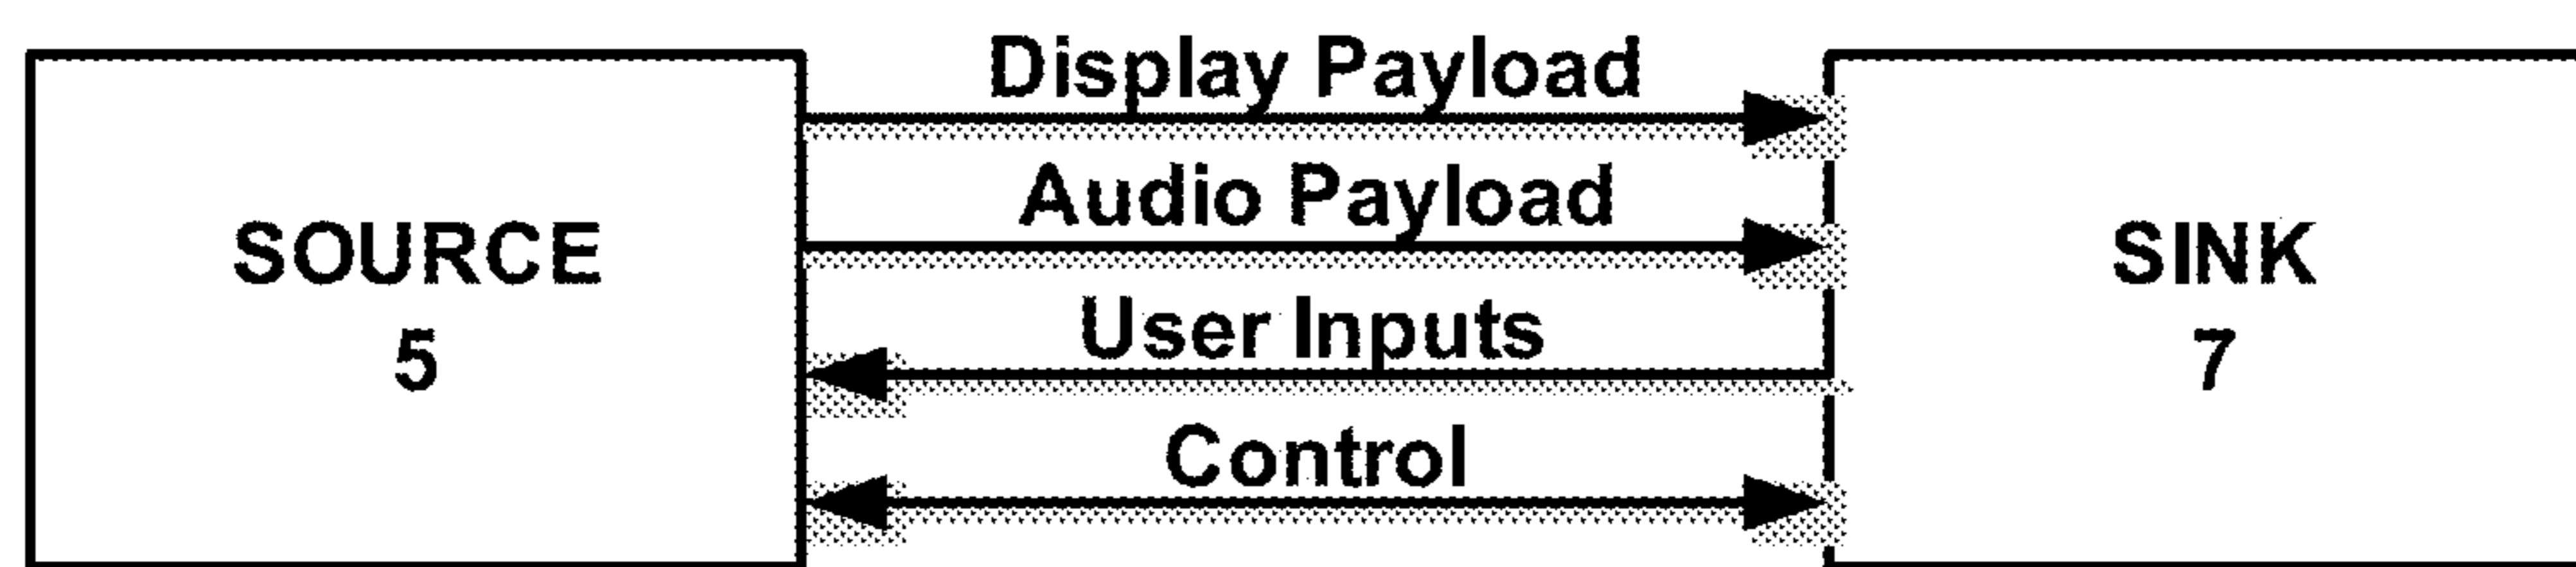 SOURCE
5
Display Payload
Audio Payload
User Inputs
Control
SINK
7